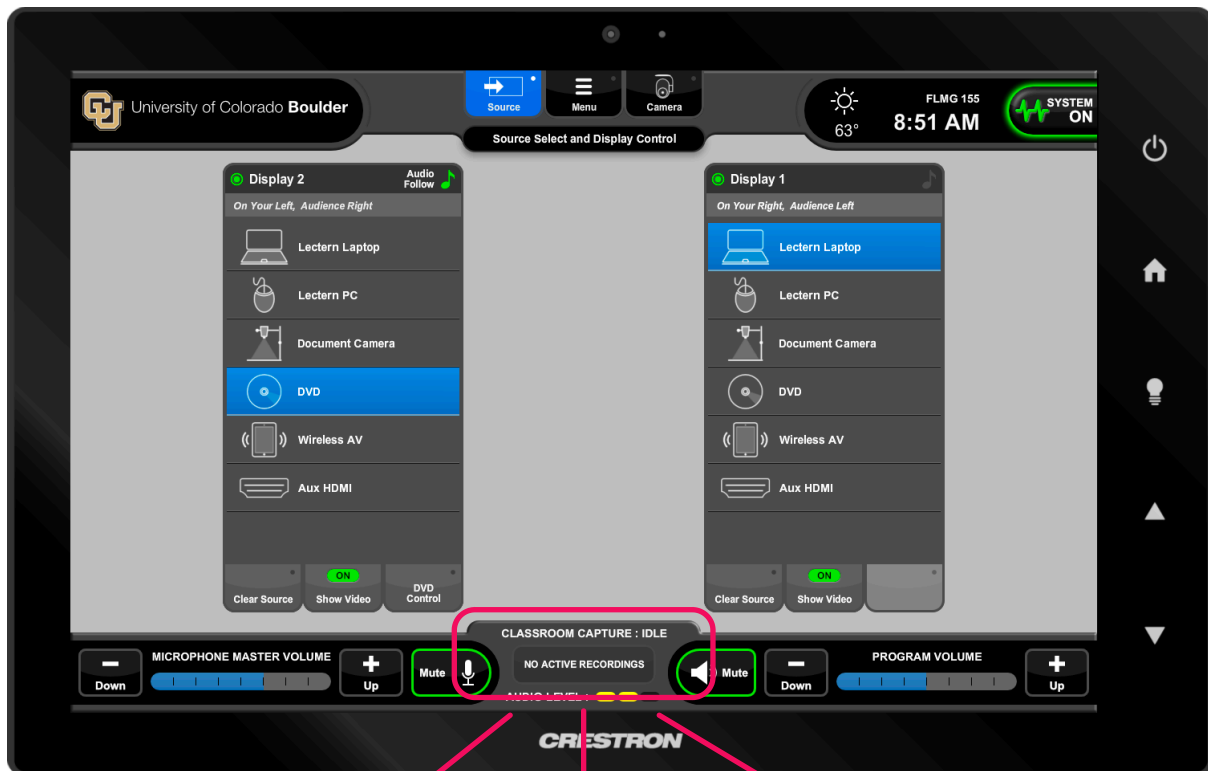 University of Colorado Boulder
Source
Menu
Camera
Source Select and Display Control
63°
FLMG 155
8:51 AM
SYSTEM
ON
Display 2
Audio
Follow
On Your Left, Audience Right
Lectern Laptop
Lectern PC
Document Camera
DVD
Wireless AV
Aux HDMI
Clear Source
ON
Show Video
DVD
Control
Display 1
On Your Right, Audience Left
Lectern Laptop
Lectern PC
Document Camera
DVD
Wireless AV
Aux HDMI
Clear Source
ON
Show Video
CLASSROOM CAPTURE : IDLE
NO ACTIVE RECORDINGS
AUDIO LEVEL :
MICROPHONE MASTER VOLUME
Down
Up
Mute
Mute
PROGRAM VOLUME
Down
Up
CRESTRON